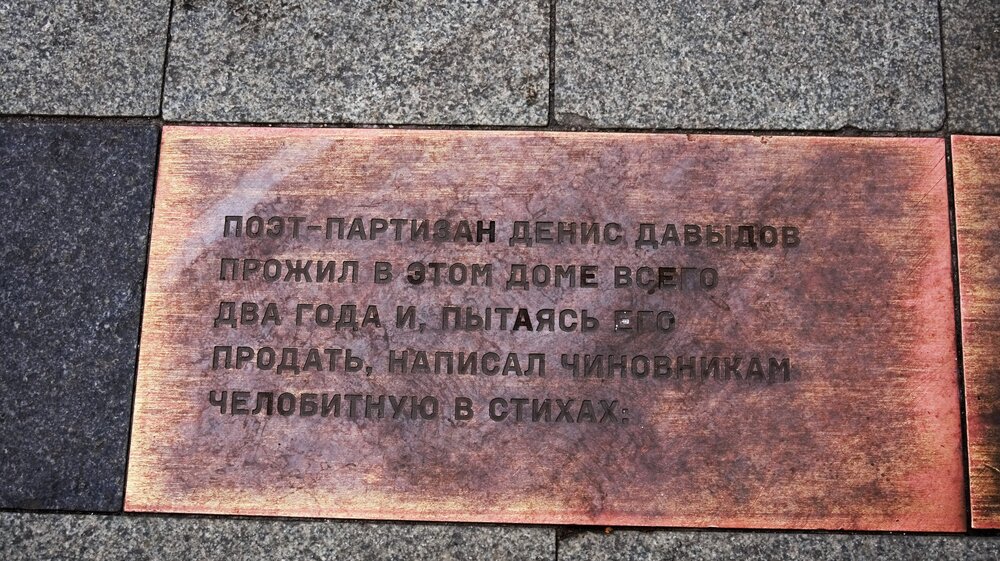 ПОЭТ-ПАРТИЗАН ДЕНИС ДАВЫДОВ
ПРОЖИЛ В ЭТОМ ДОМЕ ВСЕГО
ДВА ГОДА И, ПЫТАЯСЬ ЕГО
ПРОДАТЬ, НАПИСАЛ ЧИНОВНИКАМ
ЧЕЛОБИТНУЮ В СТИХАХ: